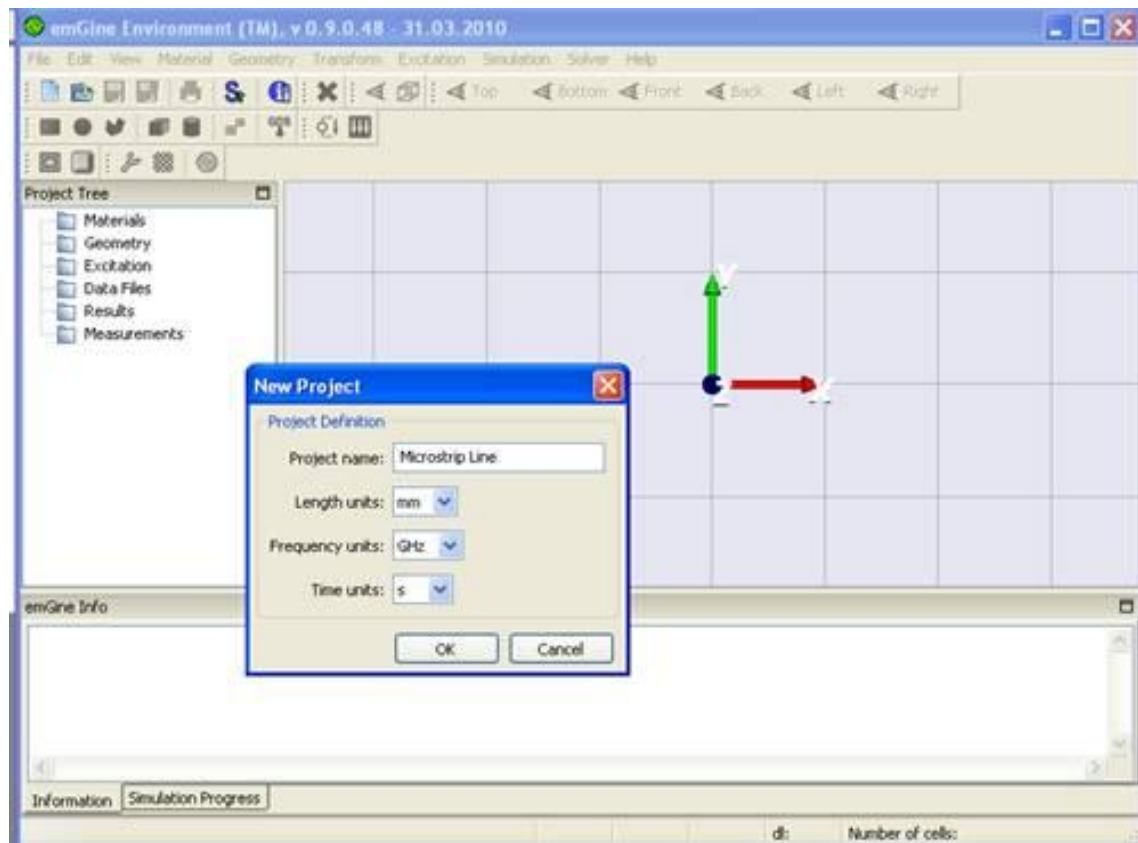 emGine Environment (TM), v 0.9.0.48 - 31.03.2010
File Edit View Material Geometry Transform Excitation Simulation Solver Help
Top Bottom Front Back Left Right
Project Tree
Materials
Geometry
Excitation
Data Files
Results
Measurements
Y
X
Z
New Project
Project Definition
Project name: Microstrip Line
Length units: mm
Frequency units: GHz
Time units: s
OK Cancel
emGine Info
Information Simulation Progress
dl: Number of cells: